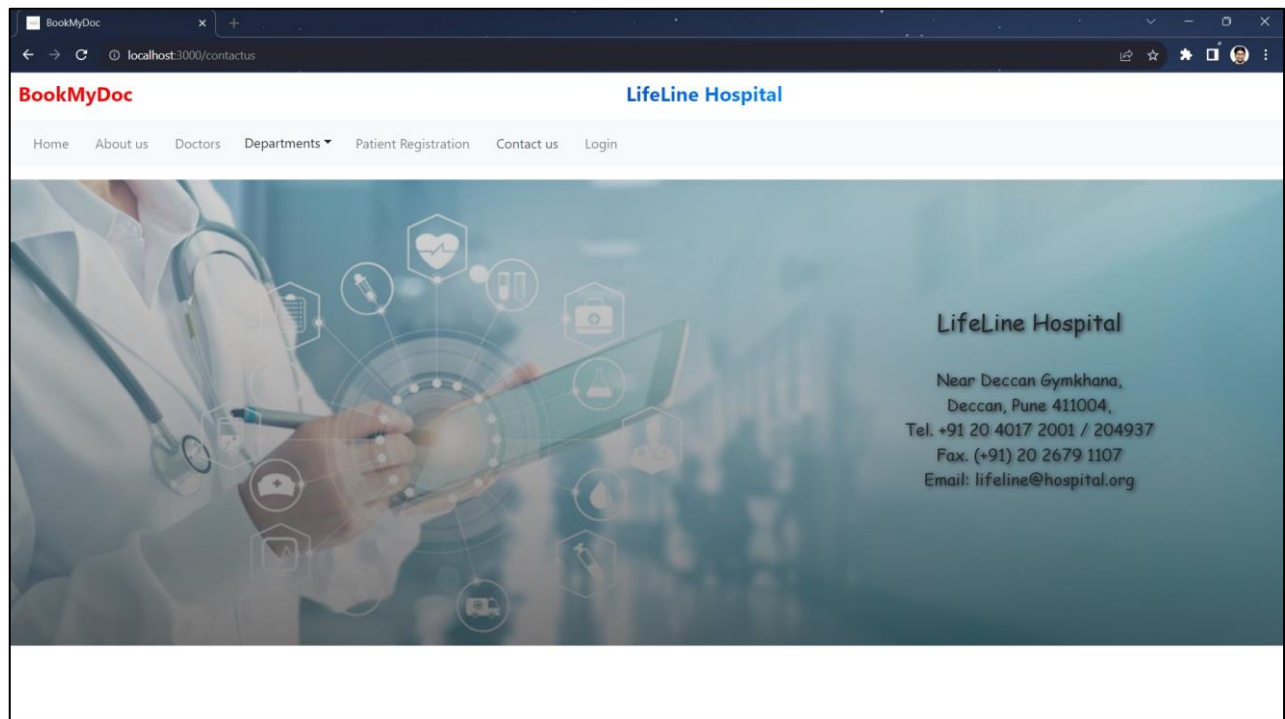 BookMyDoc
localhost:3000/contactus
BookMyDoc
LifeLine Hospital
Home About us Doctors Departments Patient Registration Contact us Login
LifeLine Hospital
Near Deccan Gymkhana,
Deccan, Pune 411004,
Tel. +91 20 4017 2001 / 204937
Fax. (+91) 20 2679 1107
Email: lifeline@hospital.org